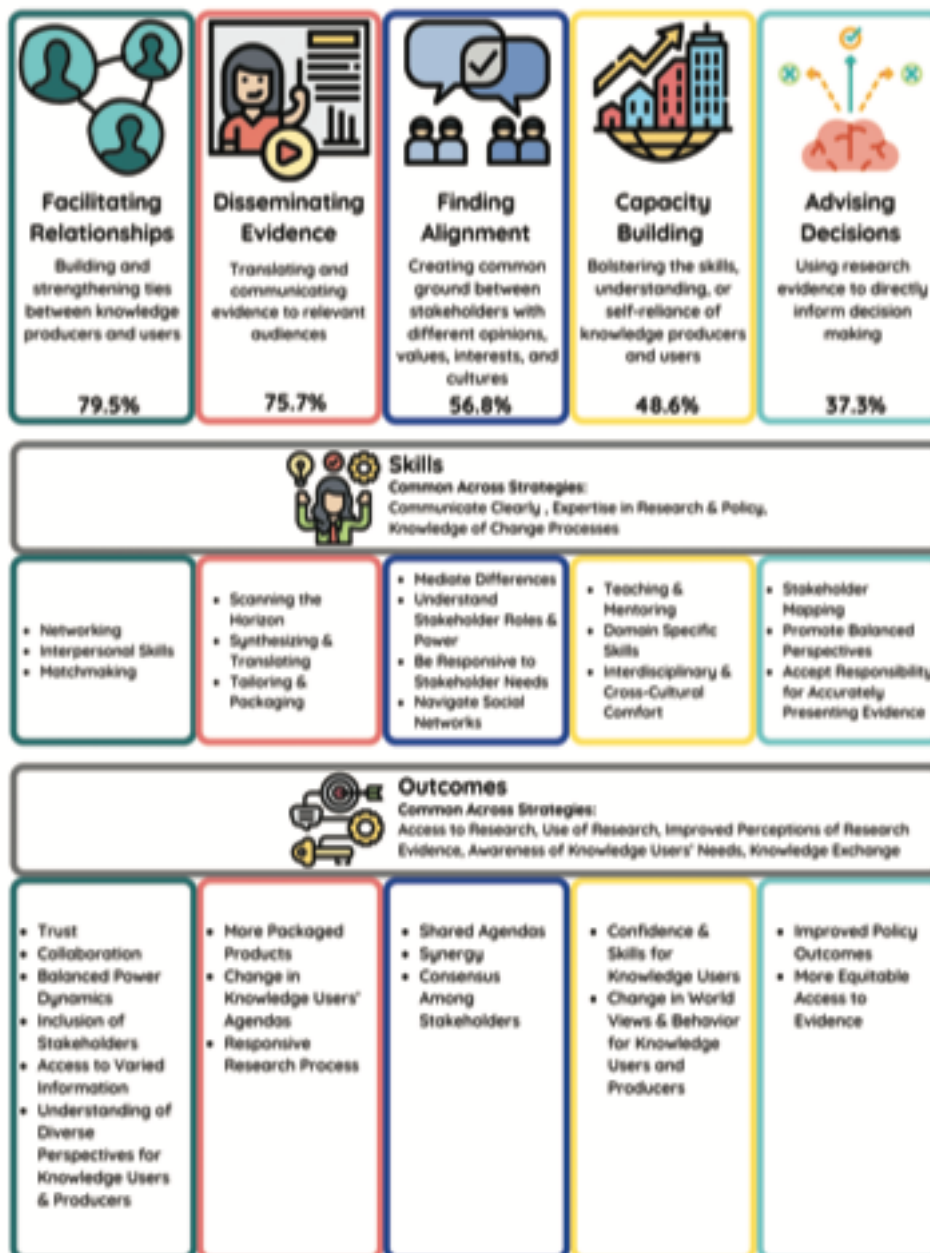 Facilitating
Relationships
Building and
strengthening ties
between knowledge
producers and users
79.5%
Disseminating
Evidence
Translating and
communicating
evidence to relevant
audiences
75.7%
Finding
Alignment
Creating common
ground between
stakeholders with
different opinions,
values, interests, and
cultures
56.8%
Capacity
Building
Bolstering the skills,
understanding, or
self-reliance of
knowledge producers
and users
48.6%
Advising
Decisions
Using research
evidence to directly
inform decision
making
37.3%
Skills
Common Across Strategies:
Communicate Clearly , Expertise in Research & Policy,
Knowledge of Change Processes
• Networking
• Interpersonal Skills
• Matchmaking
• Scanning the
Horizon
• Synthesizing &
Translating
• Tailoring &
Packaging
• Mediate Differences
• Understand
Stakeholder Roles &
Power
• Be Responsive to
Stakeholder Needs
• Navigate Social
Networks
• Teaching &
Mentoring
• Domain Specific
Skills
• Interdisciplinary &
Cross-Cultural
Comfort
• Stakeholder
Mapping
• Promote Balanced
Perspectives
• Accept Responsibility
for Accurately
Presenting Evidence
Outcomes
Common Across Strategies:
Access to Research, Use of Research, Improved Perceptions of Research
Evidence, Awareness of Knowledge Users' Needs, Knowledge Exchange
• Trust
• Collaboration
• Balanced Power
Dynamics
• Inclusion of
Stakeholders
• Access to Varied
Information
• Understanding of
Diverse
Perspectives for
Knowledge Users
& Producers
• More Packaged
Products
• Change in
Knowledge Users'
Agendas
• Responsive
Research Process
• Shared Agendas
• Synergy
• Consensus
Among
Stakeholders
• Confidence &
Skills for
Knowledge Users
• Change in World
Views & Behavior
for Knowledge
Users and
Producers
• Improved Policy
Outcomes
• More Equitable
Access to
Evidence